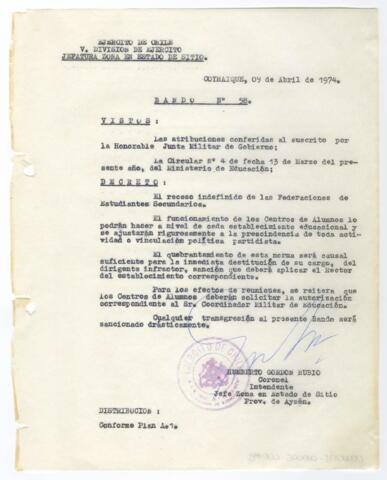 EJERCITO DE CHILE
V. DIVISION DE EJERCITO
JEFATURA ZONA EN ESTADO DE SITIO.
COYHAIQUE, 09 de Abril de 1974.
BANDO Nº 58.
VISTOS :
Las atribuciones conferidas al suscrito por
la Honorable Junta Militar de Gobierno;
La Circular Nº 4 de fecha 13 de Marzo del pre
sente año, del Ministerio de Educación;
DECRETO :
El receso indefinido de las Federaciones de
Estudiantes Secundarios.
El funcionamiento de los Centros de Alumnos lo
podrán hacer a nivel de cada establecimiento educacional y
se ajustarán rigurosamente a la prescindencia de toda acti
vidad o vinculación política partidista.
El quebrantamiento de esta norma será causal
suficiente para la inmediata destitución de su cargo, del
dirigente infractor, sanción que deberá aplicar el Rector
del establecimiento correspondiente.
Para los efectos de reuniones, se reitera que
los Centros de Alumnos deberán solicitar la autorización
correspondiente al Sr. Coordinador Militar de Educación.
Cualquier transgresión al presente Bando será
sancionado drásticamente.
EJERCITO DE
HUMBERTO GORDON RUBIO
Coronel
Intendente
Jefe Zona en Estado de Sitio
Prov. de Aysén.
DISTRIBUCION :
Conforme Plan A.1.